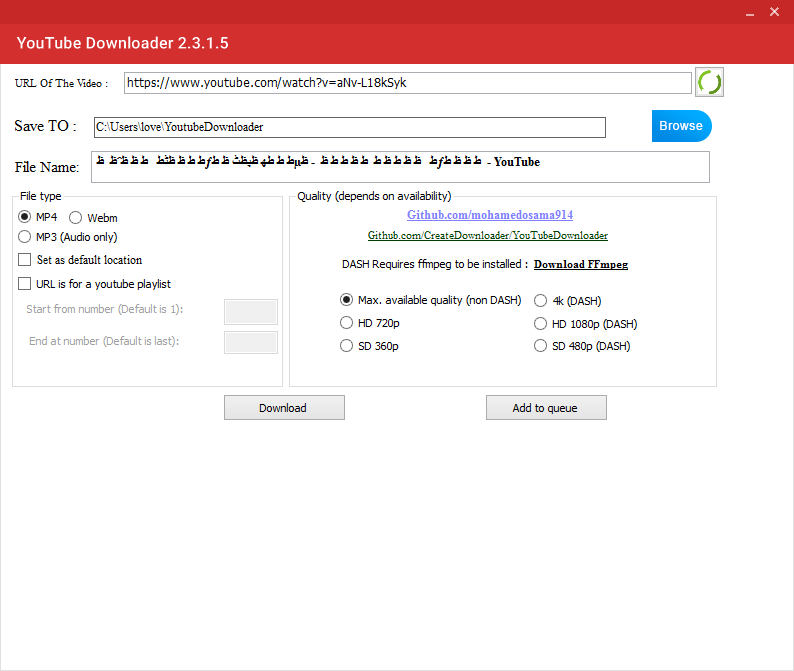 YouTube Downloader 2.3.1.5
URL Of The Video :
https://www.youtube.com/watch?v=aNv-L18kSyk
Save TO :
C:\Users\love\YoutubeDownloader
Browse
File Name:
- YouTube
File type
MP4
Webm
MP3 (Audio only)
Set as default location
URL is for a youtube playlist
Start from number (Default is 1):
End at number (Default is last):
Quality (depends on availability)
Github.com/mohamedosama914
Github.com/CreateDownloader/YouTubeDownloader
DASH Requires ffmpeg to be installed : Download FFmpeg
Max. available quality (non DASH)
4k (DASH)
HD 720p
HD 1080p (DASH)
SD 360p
SD 480p (DASH)
Download
Add to queue